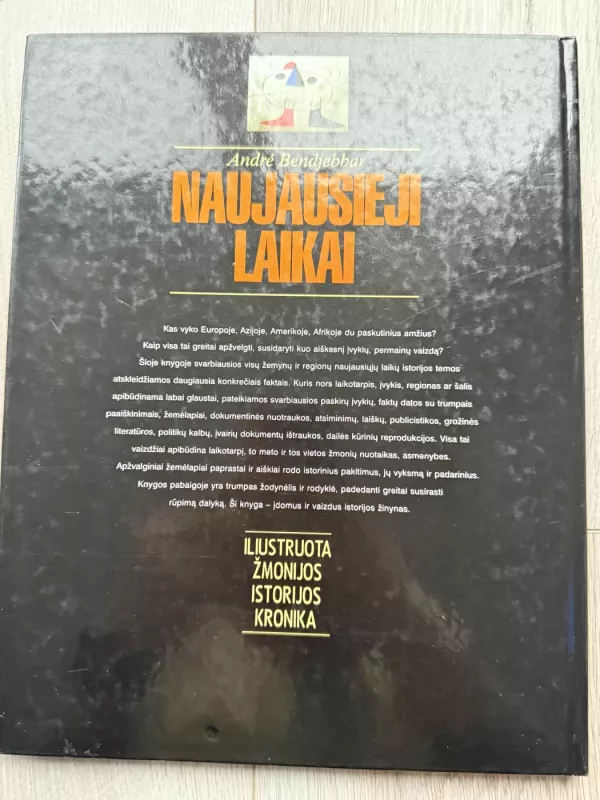 André Bendjebbar
NAUJAUSIEJI
LAIKAI
Kas vyko Europoje, Azijoje, Amerikoje, Afrikoje du paskutinius amžius?
Kaip visa tai greitai apžvelgti, susidaryti kuo aiškesnį įvykių, permainų vaizdą?
Šioje knygoje svarbiausios visų žemynų ir regionų naujausiųjų laikų istorijos temos
atskleidžiamos daugiausia konkrečiais faktais. Kuris nors laikotarpis, įvykis, regionas ar šalis
apibūdinama labai glaustai, pateikiamos svarbiausios paskirų įvykių, faktų datos su trumpais
paaiškinimais, žemėlapiai, dokumentinės nuotraukos, atsiminimų, laiškų, publicistikos, grožinės
literatūros, politikų kalbų, įvairių dokumentų ištraukos, dailės kūrinių reprodukcijos. Visa tai
vaizdžiai apibūdina laikotarpį, to meto ir tos vietos žmonių nuotaikas, asmenybes.
Apžvalginiai žemėlapiai paprastai ir aiškiai rodo istorinius pakitimus, jų vyksmą ir padarinius.
Knygos pabaigoje yra trumpas žodynėlis ir rodyklė, padedanti greitai susirasti
rūpimą dalyką. Ši knyga – įdomus ir vaizdus istorijos žinynas.
ILIUSTRUOTA
ŽMONIJOS
ISTORIJOS
KRONIKA